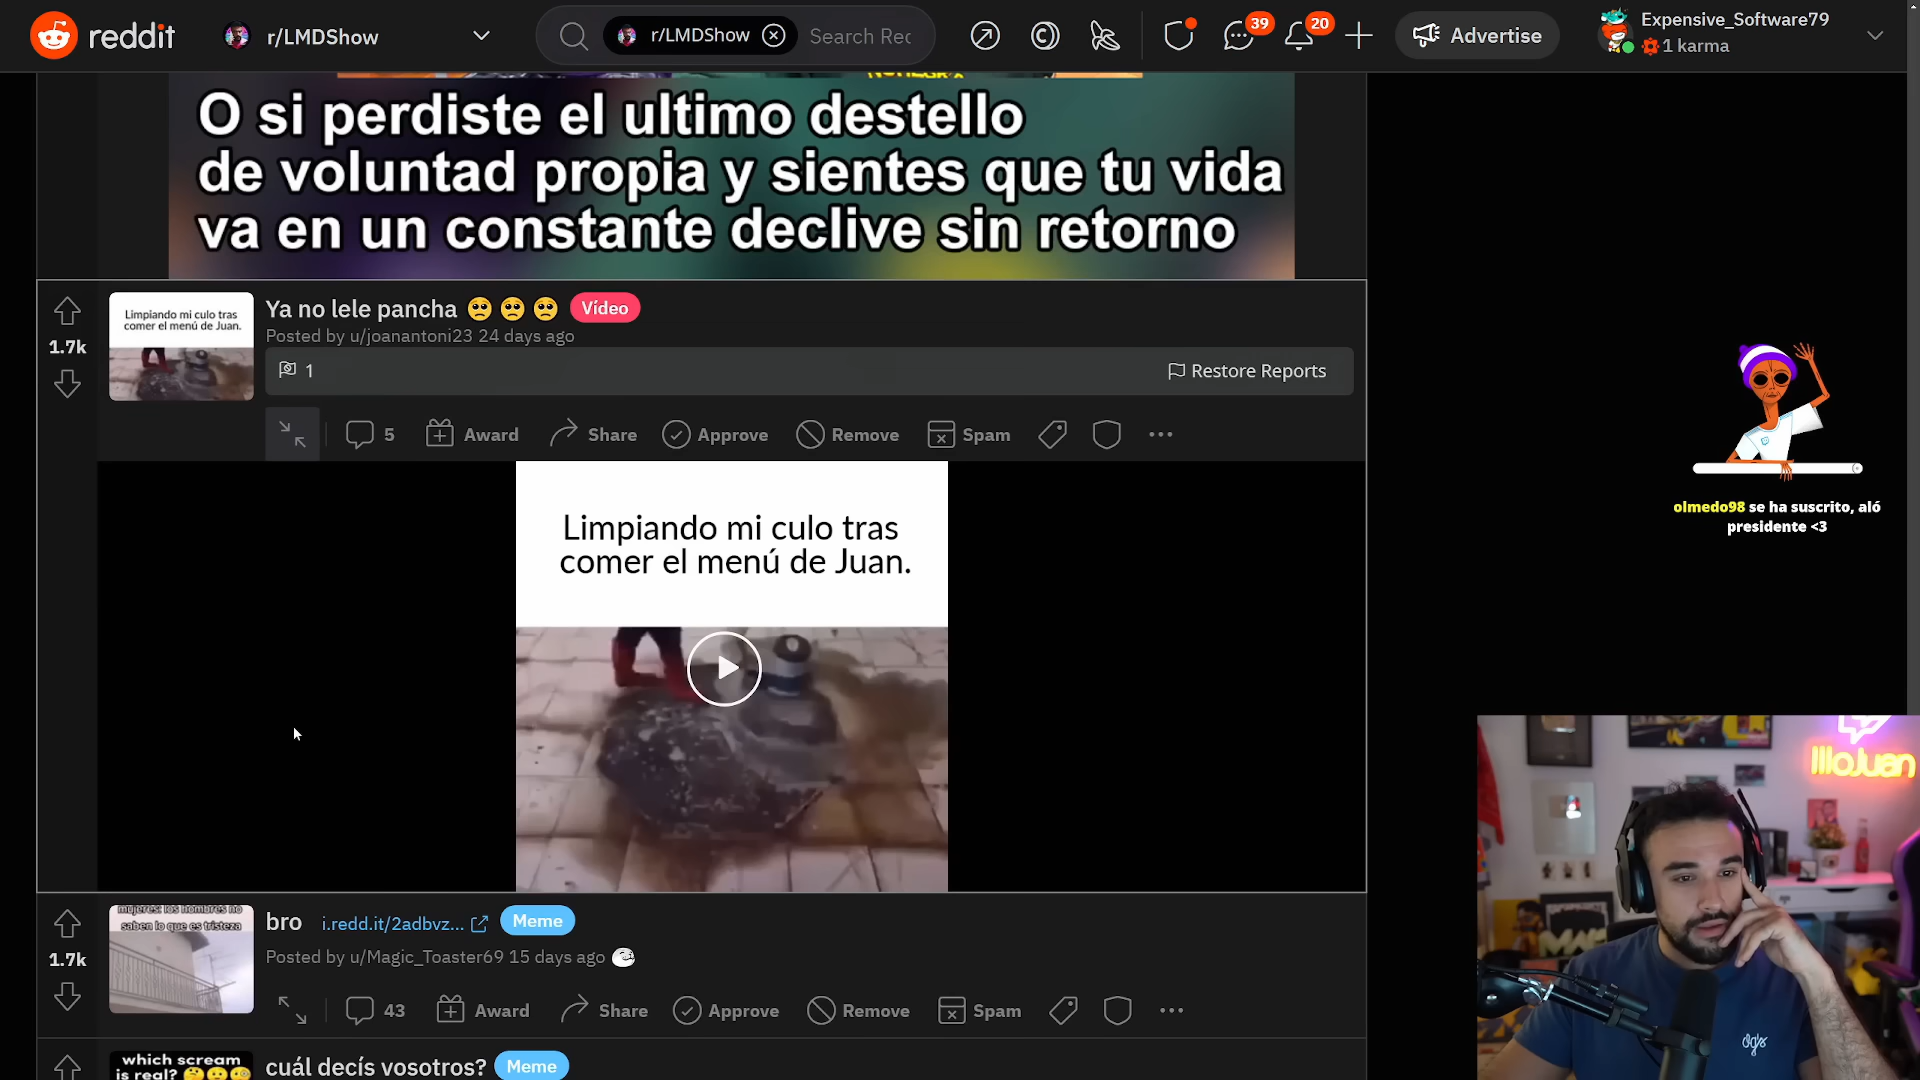 reddit
r/LMDShow
r/LMDShow
Search Rec
39
20
Advertise
Expensive_Software79
1 karma
O si perdiste el ultimo destello
de voluntad propia y sientes que tu vida
va en un constante declive sin retorno
1.7k
Limpiando mi culo tras
comer el menú de Juan.
Ya no lele pancha 🥺 🥺 🥺 Vídeo
Posted by u/joanantoni23 24 days ago
1
Restore Reports
5
Award
Share
Approve
Remove
Spam
Limpiando mi culo tras
comer el menú de Juan.
olmedo98 se ha suscrito, aló
presidente <3
IlloJuan
1.7k
mujeres: los hombres no
saben lo que es tristeza
bro i.redd.it/2adbvz... Meme
Posted by u/Magic_Toaster69 15 days ago
43
Award
Share
Approve
Remove
Spam
which scream
is real? 🤔
cuál decís vosotros? Meme